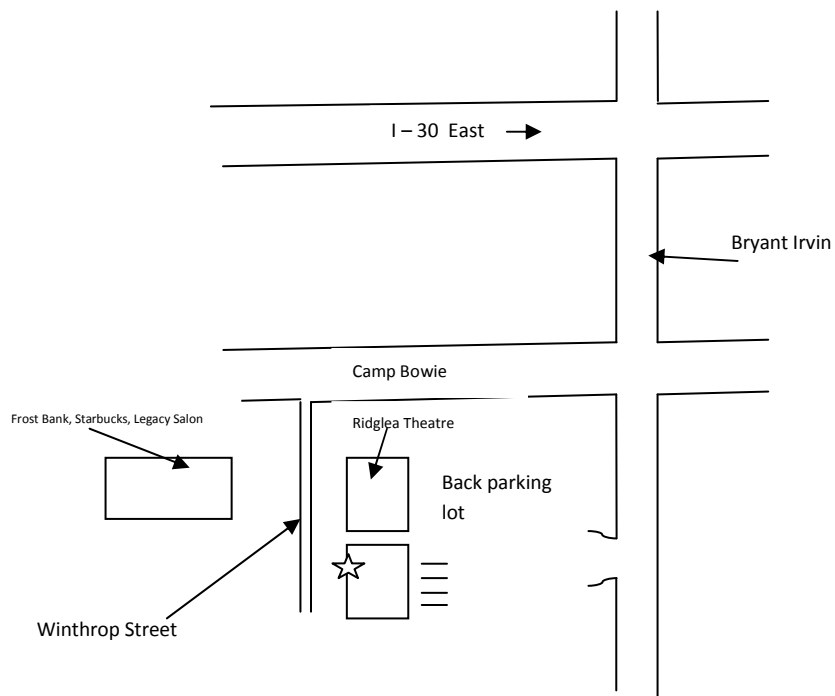 I – 30 East
Bryant Irvin
Camp Bowie
Frost Bank, Starbucks, Legacy Salon
Ridglea Theatre
Back parking
lot
Winthrop Street